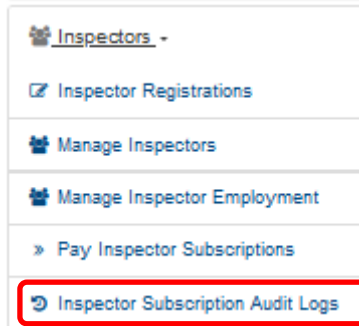 Inspectors -
Inspector Registrations
Manage Inspectors
Manage Inspector Employment
» Pay Inspector Subscriptions
Inspector Subscription Audit Logs